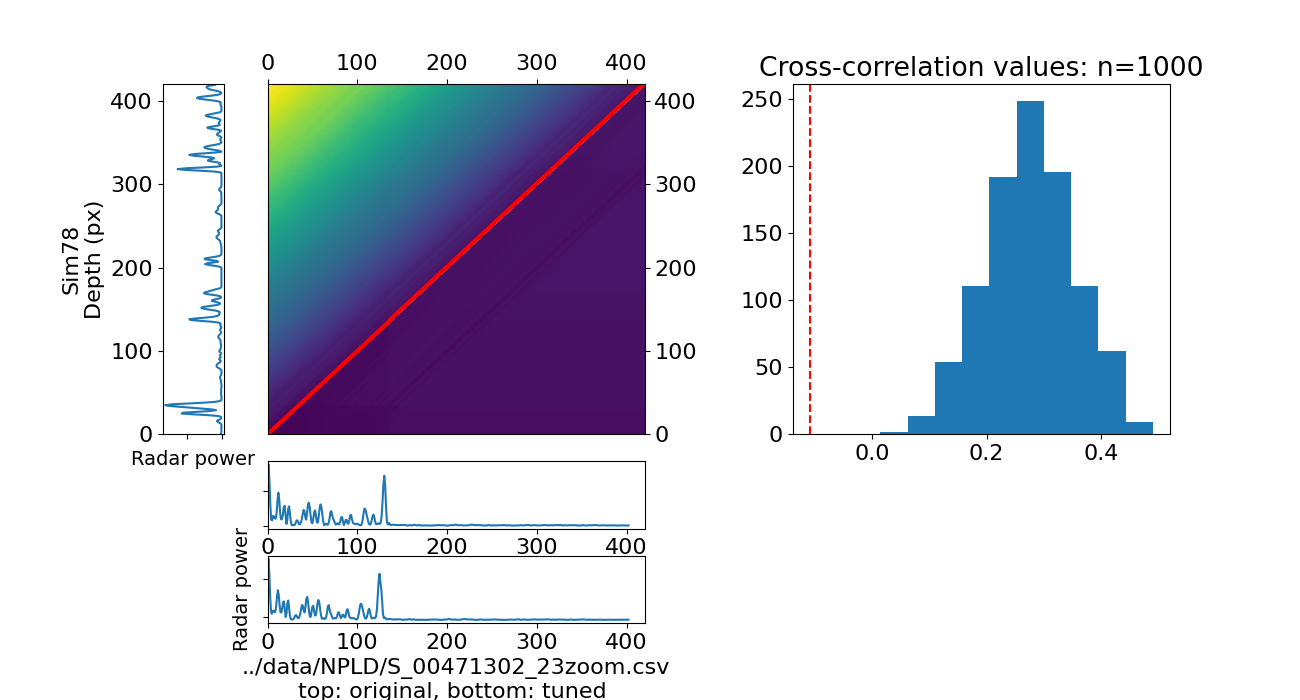 0 100 200 300 400
Cross-correlation values: n=1000
400
300
200
100
0
Sim78
Depth (px)
Radar power
400
300
200
100
0
250
200
150
100
50
0
0.0 0.2 0.4
0 100 200 300 400
Radar power
0 100 200 300 400
../data/NPLD/S_00471302_23zoom.csv
top: original, bottom: tuned